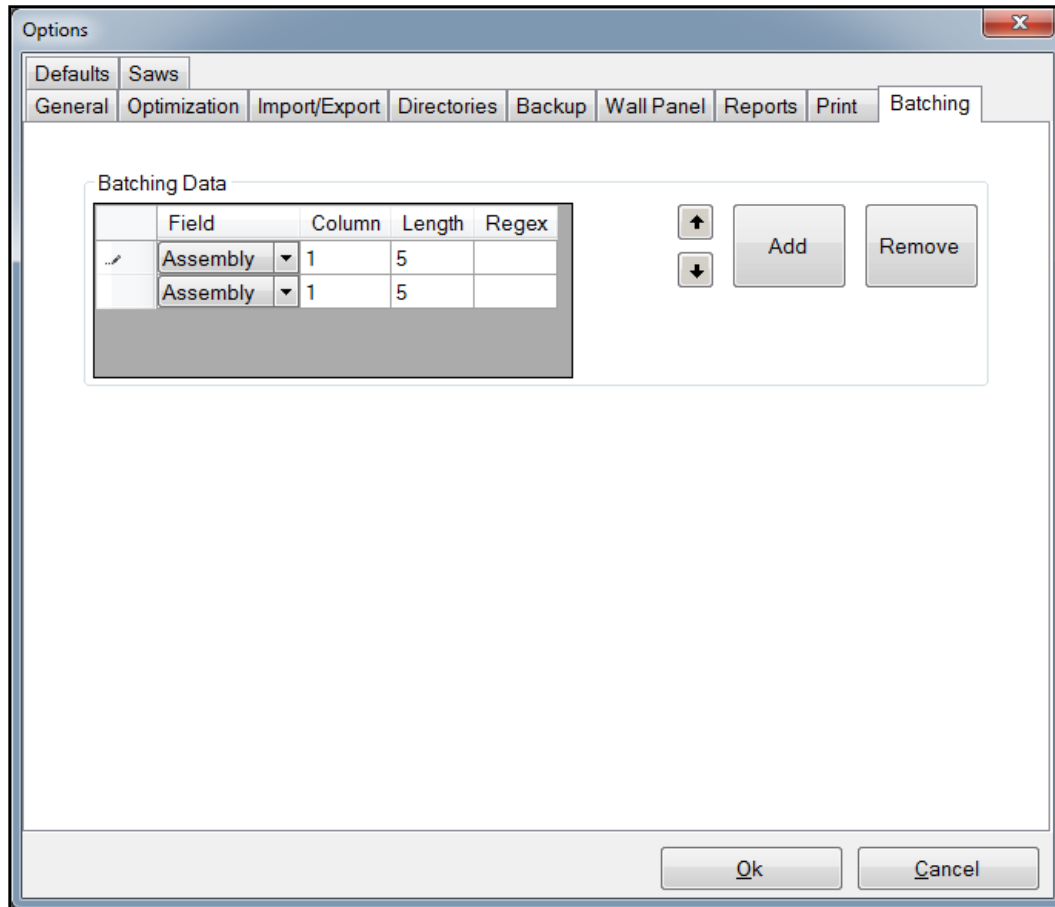 Options
Defaults Saws
General Optimization Import/Export Directories Backup Wall Panel Reports Print Batching
Batching Data
Field Column Length Regex
Assembly 1 5
Assembly 1 5
Add Remove
Ok Cancel